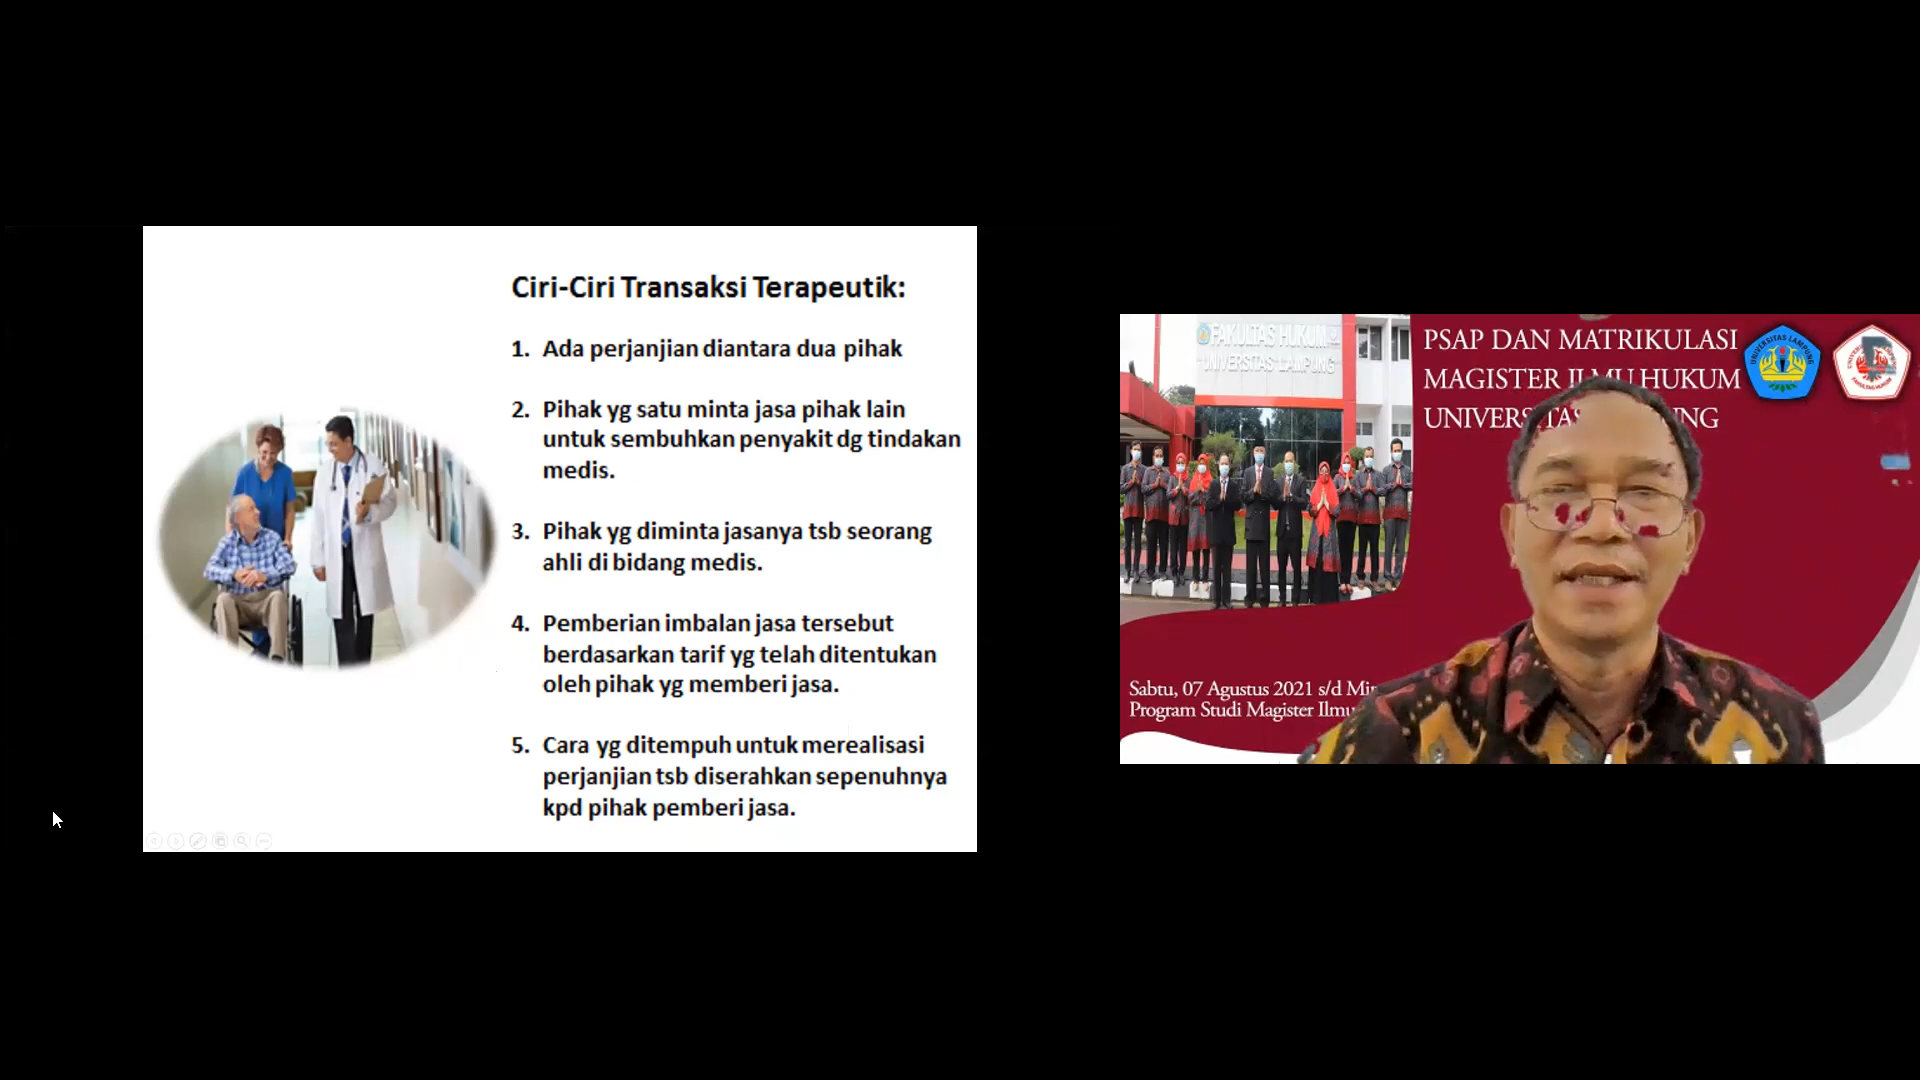 Ciri-Ciri Transaksi Terapeutik:
1. Ada perjanjian diantara dua pihak
2. Pihak yg satu minta jasa pihak lain
untuk sembuhkan penyakit dg tindakan
medis.
3. Pihak yg diminta jasanya tsb seorang
ahli di bidang medis.
4. Pemberian imbalan jasa tersebut
berdasarkan tarif yg telah ditentukan
oleh pihak yg memberi jasa.
5. Cara yg ditempuh untuk merealisasi
perjanjian tsb diserahkan sepenuhnya
kpd pihak pemberi jasa.
FAKULTAS HUKUM
UNIVERSITAS LAMPUNG
PSAP DAN MATRIKULASI
MAGISTER ILMU HUKUM
UNIVERSITAS
UNIVERSITAS LAMPUNG
FAKULTAS HUKUM
Sabtu, 07 Agustus 2021 s/d
Program Studi Magister Ilmu